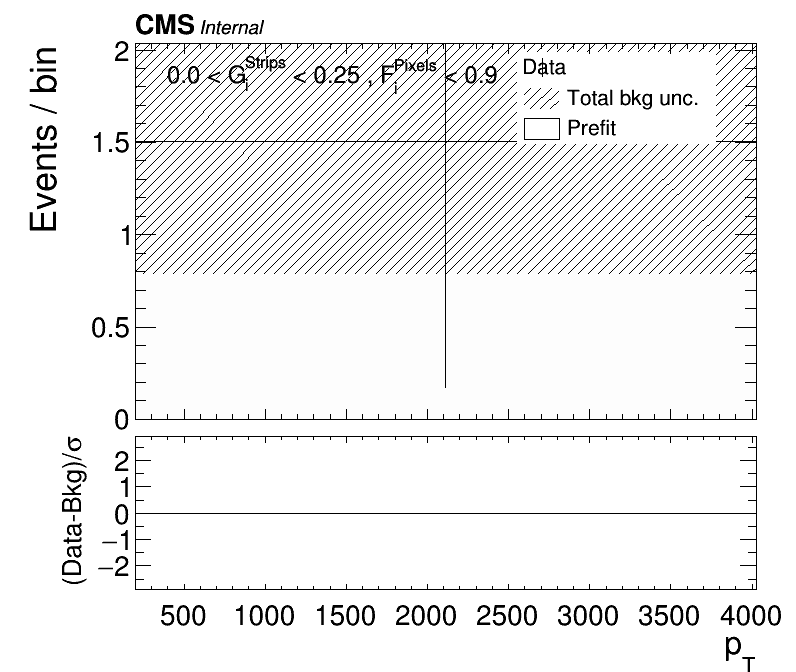 CMS Internal
Events / bin
2
1.5
1
0.5
0
0.0 < G_i^Strips < 0.25 , F_i^Pixels < 0.9
Data
Total bkg unc.
Prefit
(Data-Bkg)/σ
2
1
0
−1
−2
500 1000 1500 2000 2500 3000 3500 4000
p_T